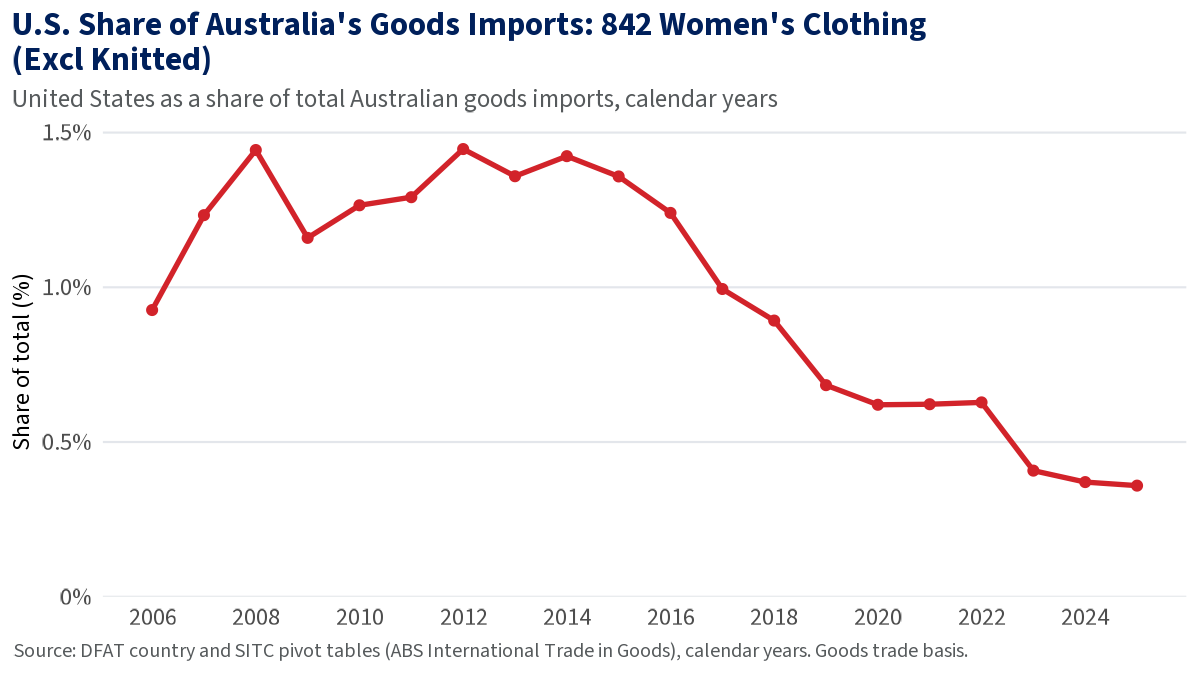 U.S. Share of Australia's Goods Imports: 842 Women's Clothing
(Excl Knitted)
United States as a share of total Australian goods imports, calendar years
Share of total (%)
1.5%
1.0%
0.5%
0%
2006 2008 2010 2012 2014 2016 2018 2020 2022 2024
Source: DFAT country and SITC pivot tables (ABS International Trade in Goods), calendar years. Goods trade basis.